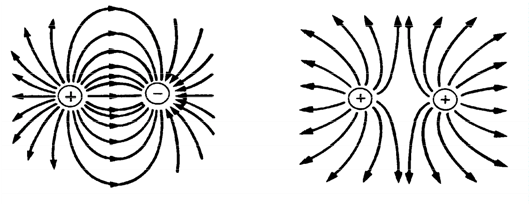 + − + +